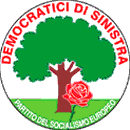 DEMOCRATICI DI SINISTRA
PARTITO DEL SOCIALISMO EUROPEO